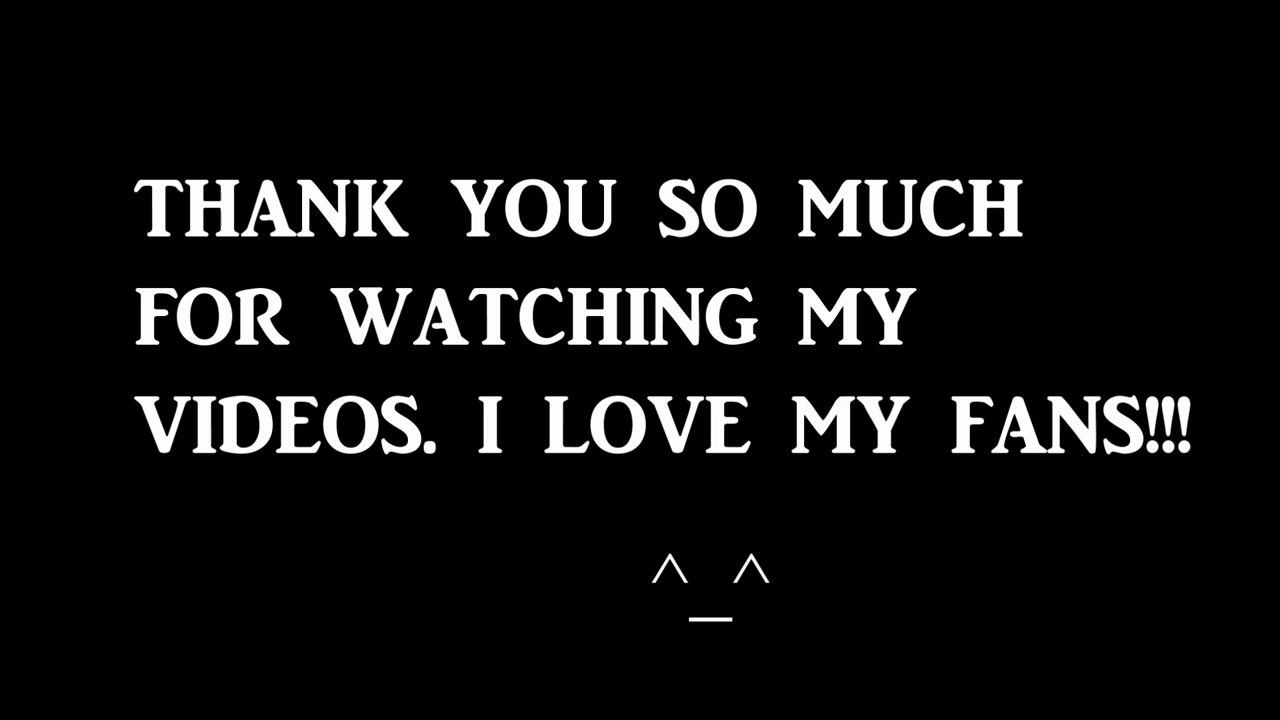 THANK YOU SO MUCH
FOR WATCHING MY
VIDEOS. I LOVE MY FANS!!!
^_^